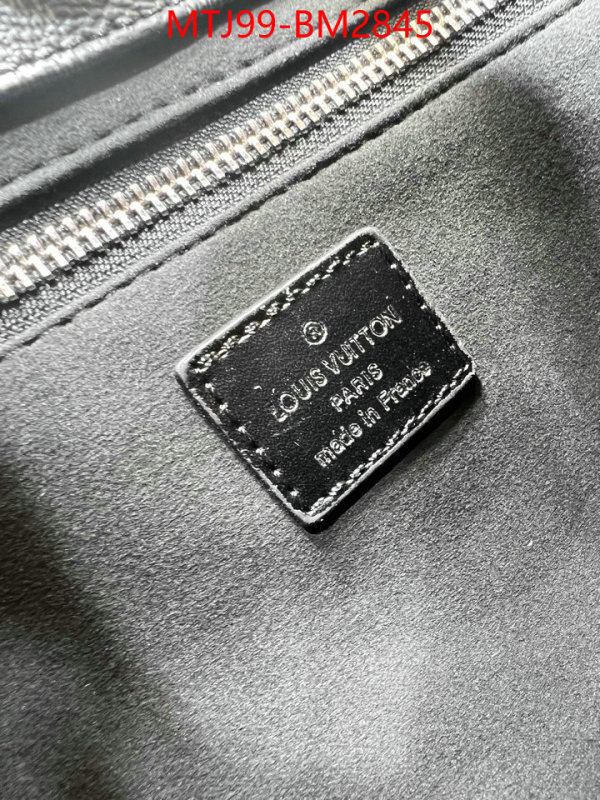 MTJ99-BM2845
®
LOUIS VUITTON
PARIS
made in France